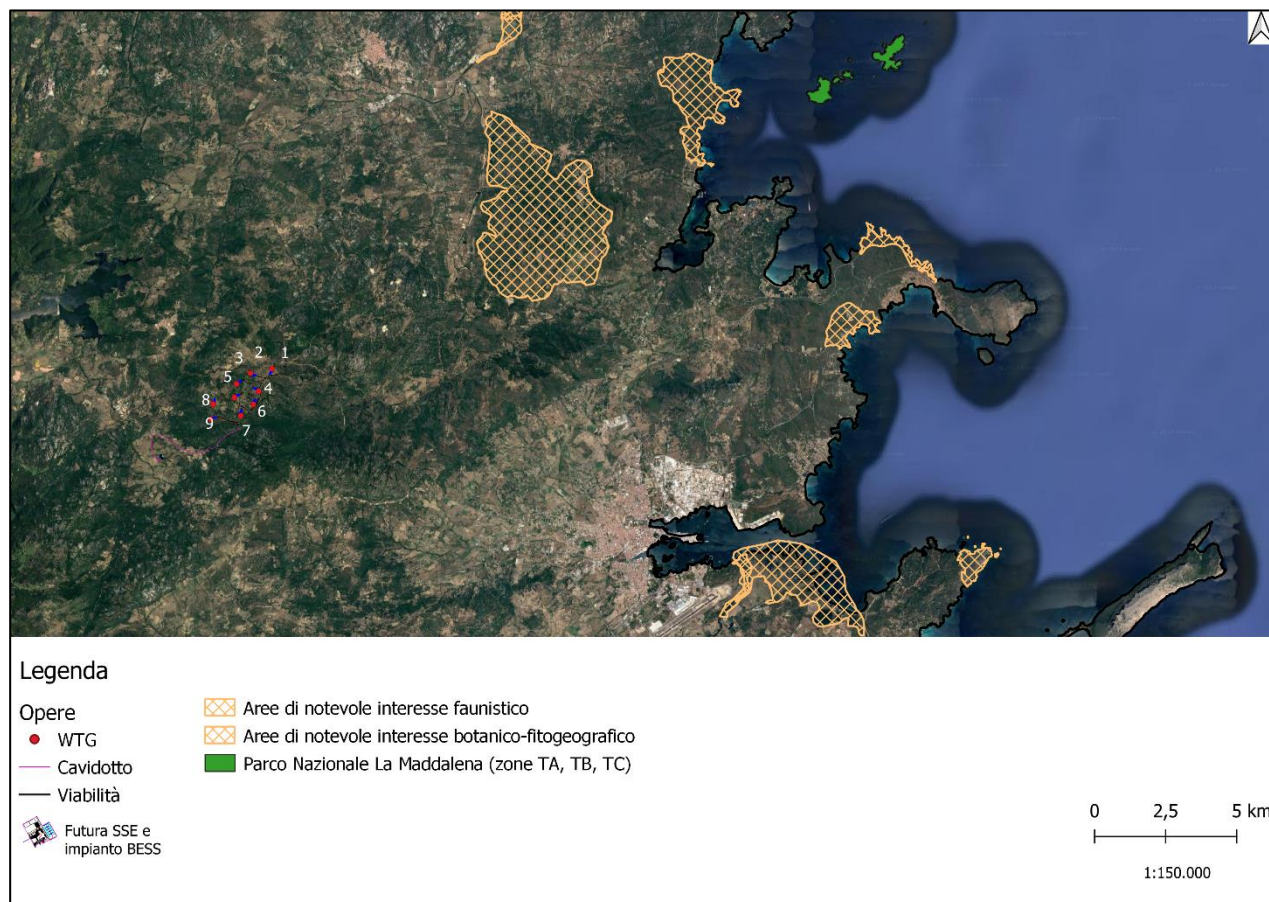 3 2 1
5
4
8
6
9
7
Legenda
Opere
WTG
Cavidotto
Viabilità
Futura SSE e
impianto BESS
Aree di notevole interesse faunistico
Aree di notevole interesse botanico-fitogeografico
Parco Nazionale La Maddalena (zone TA, TB, TC)
0 2,5 5 km
1:150.000